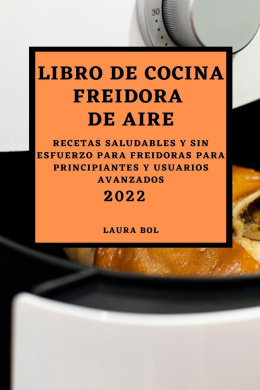 LIBRO DE COCINA
FREIDORA
DE AIRE
RECETAS SALUDABLES Y SIN
ESFUERZO PARA FREIDORAS PARA
PRINCIPIANTES Y USUARIOS
AVANZADOS
2022
LAURA BOL